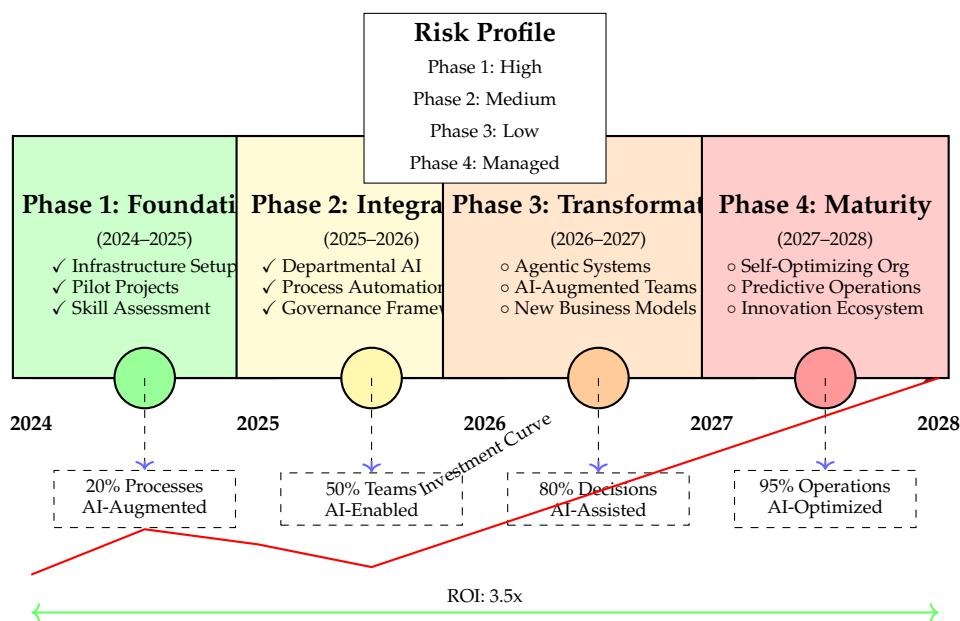 Risk Profile
Phase 1: High
Phase 2: Medium
Phase 3: Low
Phase 4: Managed
Phase 1: Foundati
(2024–2025)
✓ Infrastructure Setup
✓ Pilot Projects
✓ Skill Assessment
Phase 2: Integra
(2025–2026)
✓ Departmental AI
✓ Process Automation
✓ Governance Framew
Phase 3: Transformat
(2026–2027)
○ Agentic Systems
○ AI-Augmented Teams
○ New Business Models
Phase 4: Maturity
(2027–2028)
○ Self-Optimizing Org
○ Predictive Operations
○ Innovation Ecosystem
2024
2025
2026
2027
2028
Investment Curve
20% Processes
AI-Augmented
50% Teams
AI-Enabled
80% Decisions
AI-Assisted
95% Operations
AI-Optimized
ROI: 3.5x